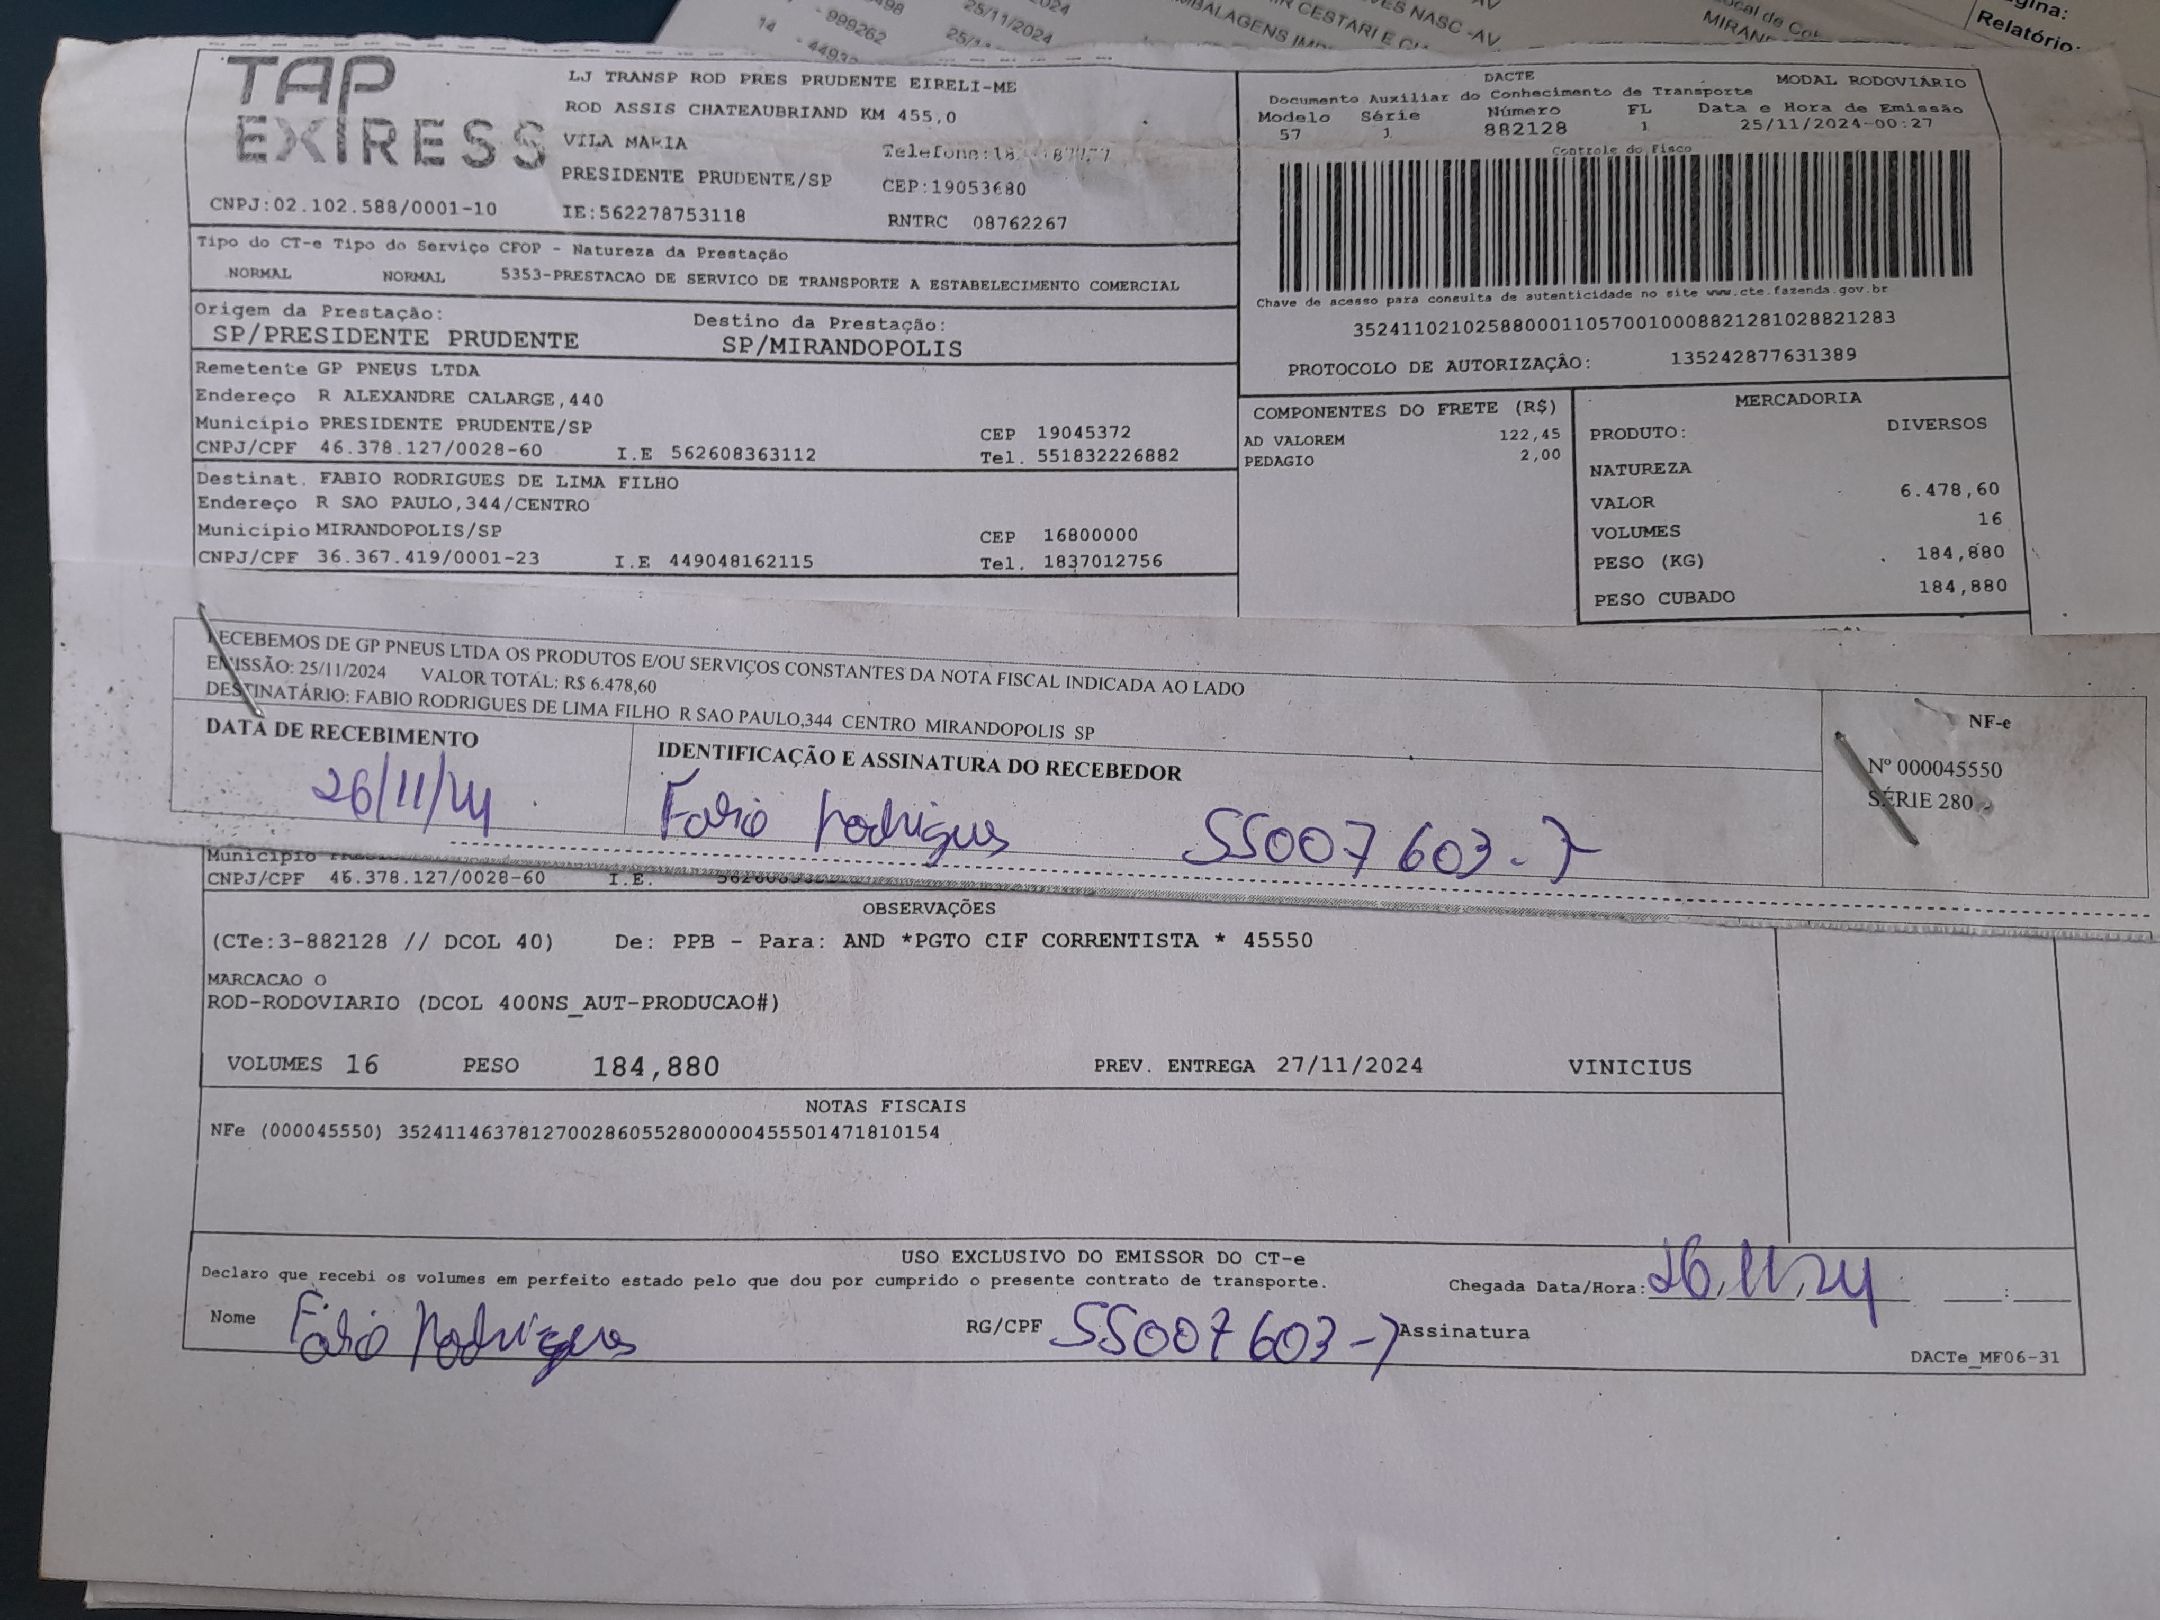 25/11/2024
999262
14
MIRAN
Relatório:
TAP
EXPRESS
LJ TRANSP ROD PRES PRUDENTE EIRELI-ME
ROD ASSIS CHATEAUBRIAND KM 455,0
VILA MARIA Telefone:
PRESIDENTE PRUDENTE/SP CEP:19053680
CNPJ:02.102.588/0001-10 IE:562278753118 RNTRC 08762267
DACTE MODAL RODOVIÁRIO
Documento Auxiliar do Conhecimento de Transporte
Modelo Série Número FL Data e Hora de Emissão
57 1 882128 1 25/11/2024-00:27
Controle do Fisco
Chave de acesso para consulta de autenticidade no site www.cte.fazenda.gov.br
35241102102588000110570010008821281028821283
PROTOCOLO DE AUTORIZAÇÂO: 135242877631389
Tipo do CT-e Tipo do Serviço CFOP - Natureza da Prestação
NORMAL NORMAL 5353-PRESTACAO DE SERVICO DE TRANSPORTE A ESTABELECIMENTO COMERCIAL
Origem da Prestação: Destino da Prestação:
SP/PRESIDENTE PRUDENTE SP/MIRANDOPOLIS
Remetente GP PNEUS LTDA
Endereço R ALEXANDRE CALARGE,440
Município PRESIDENTE PRUDENTE/SP CEP 19045372
CNPJ/CPF 46.378.127/0028-60 I.E 562608363112 Tel. 551832226882
Destinat. FABIO RODRIGUES DE LIMA FILHO
Endereço R SAO PAULO,344/CENTRO
Município MIRANDOPOLIS/SP CEP 16800000
CNPJ/CPF 36.367.419/0001-23 I.E 449048162115 Tel. 1837012756
COMPONENTES DO FRETE (R$)
AD VALOREM 122,45
PEDAGIO 2,00
MERCADORIA
PRODUTO: DIVERSOS
NATUREZA
VALOR 6.478,60
VOLUMES 16
PESO (KG) 184,880
PESO CUBADO 184,880
RECEBEMOS DE GP PNEUS LTDA OS PRODUTOS E/OU SERVIÇOS CONSTANTES DA NOTA FISCAL INDICADA AO LADO
EMISSÃO: 25/11/2024 VALOR TOTAL: R$ 6.478,60
DESTINATÁRIO: FABIO RODRIGUES DE LIMA FILHO R SAO PAULO,344 CENTRO MIRANDOPOLIS SP
DATA DE RECEBIMENTO
26/11/24
IDENTIFICAÇÃO E ASSINATURA DO RECEBEDOR
Fabio Rodrigues 55007603-7
NF-e
Nº 000045550
SÉRIE 280
Município
CNPJ/CPF 46.378.127/0028-60 I.E.
OBSERVAÇÕES
(CTe:3-882128 // DCOL 40) De: PPB - Para: AND *PGTO CIF CORRENTISTA * 45550
MARCACAO O
ROD-RODOVIARIO (DCOL 400NS_AUT-PRODUCAO#)
VOLUMES 16 PESO 184,880 PREV. ENTREGA 27/11/2024 VINICIUS
NOTAS FISCAIS
NFe (000045550) 35241146378127002860552800000455501471810154
USO EXCLUSIVO DO EMISSOR DO CT-e
Declaro que recebi os volumes em perfeito estado pelo que dou por cumprido o presente contrato de transporte. Chegada Data/Hora: 26/11/24 :
Nome Fabio Rodrigues RG/CPF 55007603-7 Assinatura
DACTe_MF06-31